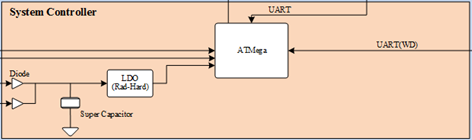 System Controller
UART
ATMega
UART(WD)
Diode
LDO
(Rad-Hard)
Super Capacitor